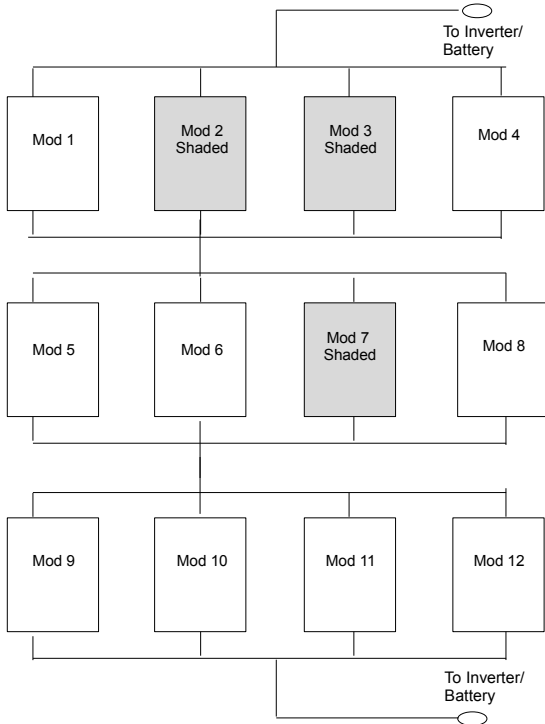 To Inverter/
Battery
Mod 1
Mod 2
Shaded
Mod 3
Shaded
Mod 4
Mod 5
Mod 6
Mod 7
Shaded
Mod 8
Mod 9
Mod 10
Mod 11
Mod 12
To Inverter/
Battery